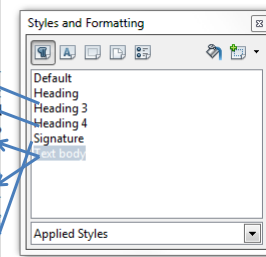 Styles and Formatting
Default
Heading
Heading 3
Heading 4
Signature
Text body
Applied Styles